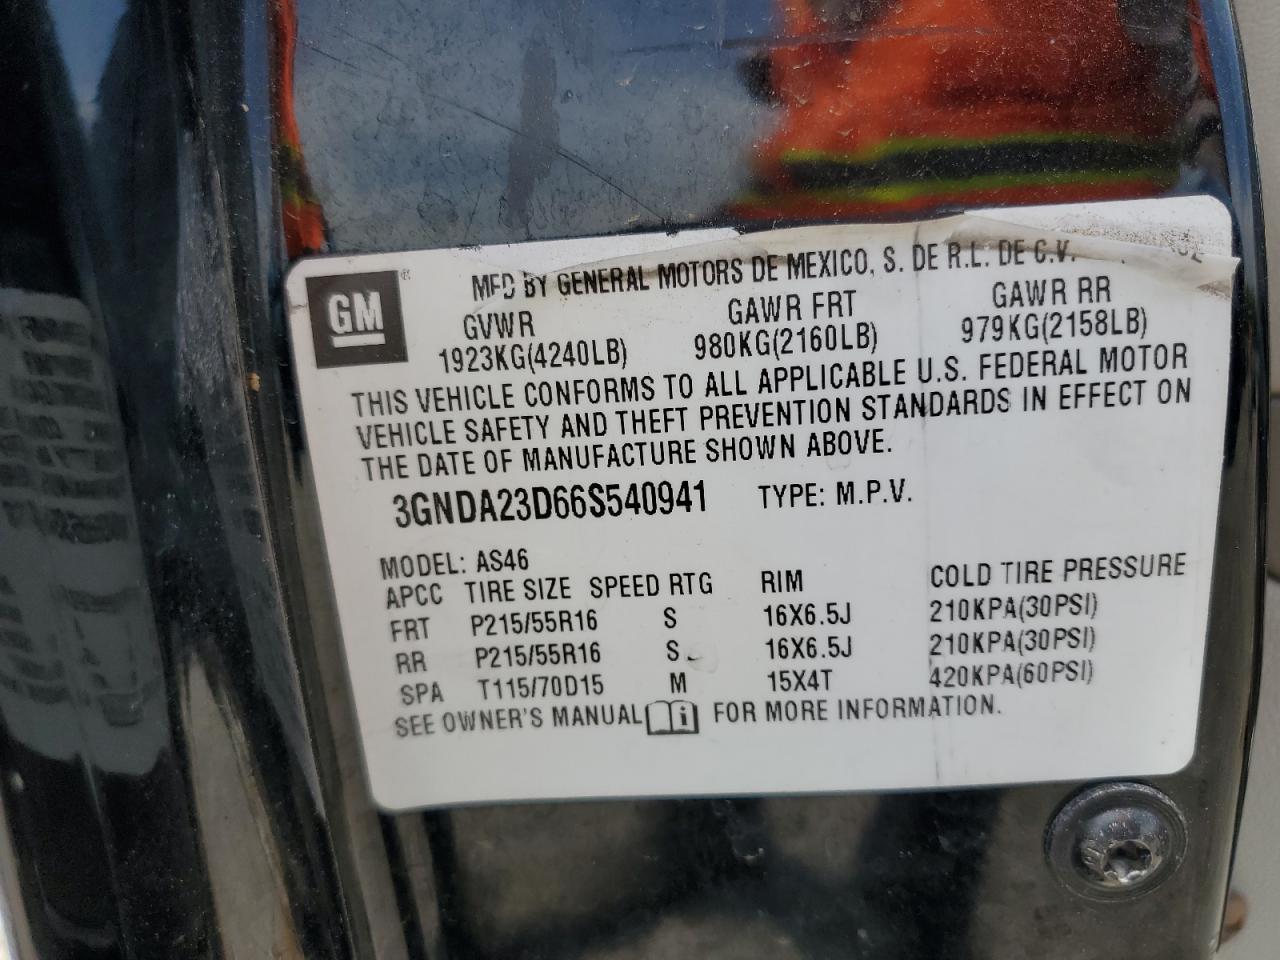 GM
®
MFD BY GENERAL MOTORS DE MEXICO, S. DE R.L. DE C.V.
GVWR GAWR FRT GAWR RR
1923KG(4240LB) 980KG(2160LB) 979KG(2158LB)
THIS VEHICLE CONFORMS TO ALL APPLICABLE U.S. FEDERAL MOTOR
VEHICLE SAFETY AND THEFT PREVENTION STANDARDS IN EFFECT ON
THE DATE OF MANUFACTURE SHOWN ABOVE.
3GNDA23D66S540941 TYPE: M.P.V.
MODEL: AS46
APCC TIRE SIZE SPEED RTG RIM COLD TIRE PRESSURE
FRT P215/55R16 S 16X6.5J 210KPA(30PSI)
RR P215/55R16 S 16X6.5J 210KPA(30PSI)
SPA T115/70D15 M 15X4T 420KPA(60PSI)
SEE OWNER'S MANUAL i FOR MORE INFORMATION.